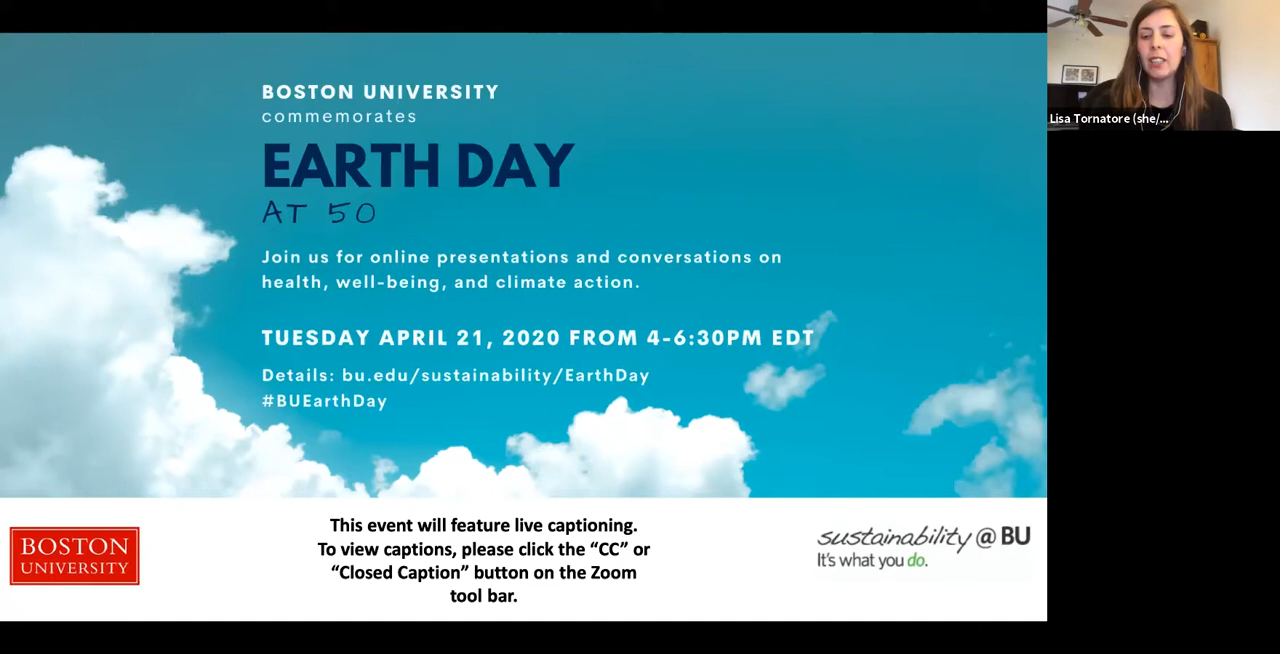 BOSTON UNIVERSITY
commemorates
EARTH DAY
AT 50
Join us for online presentations and conversations on
health, well-being, and climate action.
TUESDAY APRIL 21, 2020 FROM 4-6:30PM EDT
Details: bu.edu/sustainability/EarthDay
#BUEarthDay
This event will feature live captioning.
To view captions, please click the “CC” or
“Closed Caption” button on the Zoom
tool bar.
BOSTON
UNIVERSITY
sustainability @ BU
It's what you do.
Lisa Tornatore (she/...